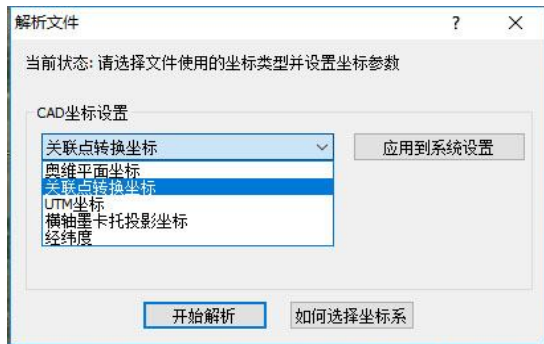 解析文件
?
当前状态: 请选择文件使用的坐标类型并设置坐标参数
CAD坐标设置
关联点转换坐标
应用到系统设置
奥维平面坐标
关联点转换坐标
UTM坐标
横轴墨卡托投影坐标
经纬度
开始解析
如何选择坐标系